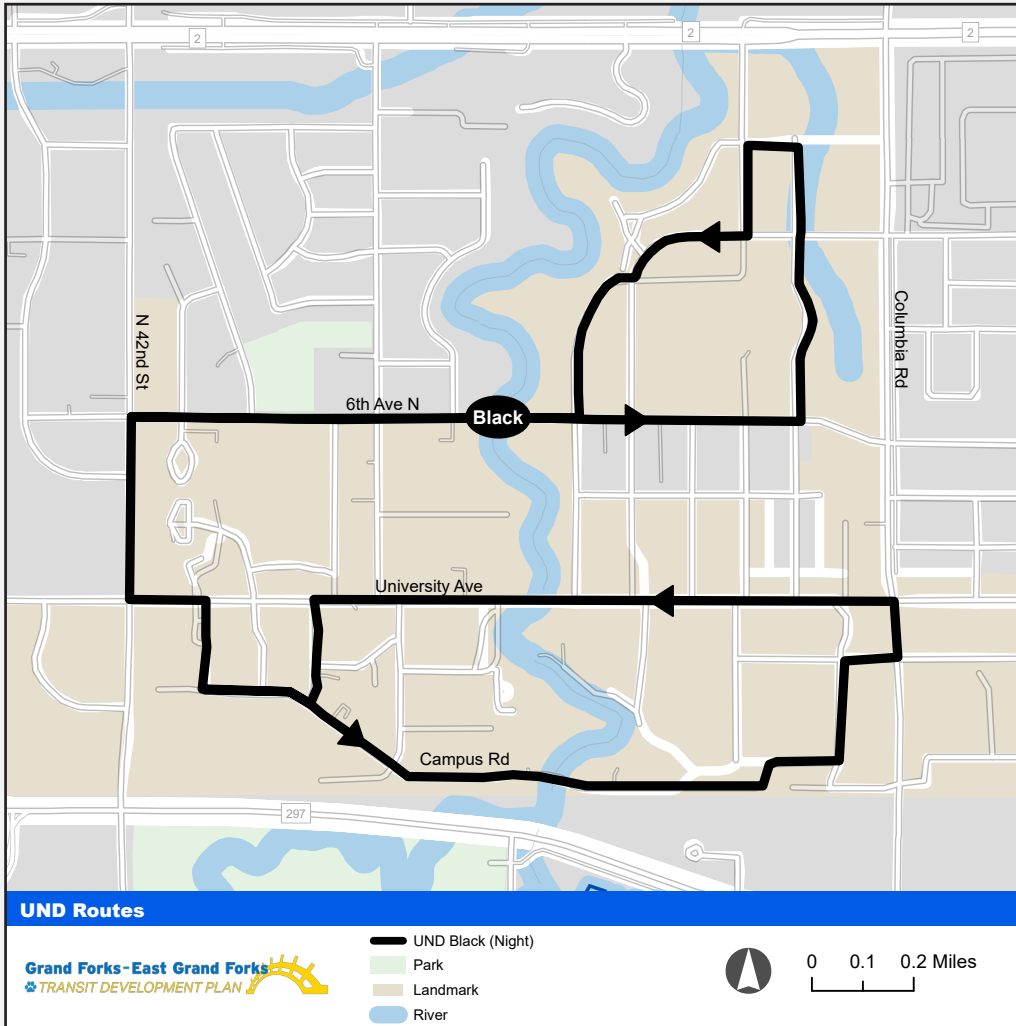 2
2
2
N 42nd St
Columbia Rd
6th Ave N
Black
University Ave
Campus Rd
297
UND Routes
Grand Forks-East Grand Forks
TRANSIT DEVELOPMENT PLAN
UND Black (Night)
Park
Landmark
River
0 0.1 0.2 Miles